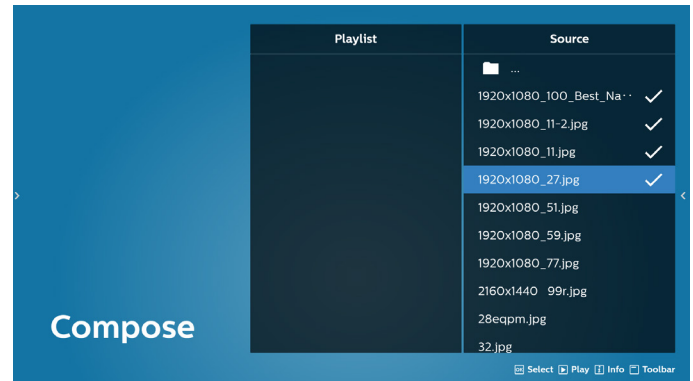 Playlist
Source
...
1920x1080_100_Best_Na··
1920x1080_11-2.jpg
1920x1080_11.jpg
1920x1080_27.jpg
1920x1080_51.jpg
1920x1080_59.jpg
1920x1080_77.jpg
2160x1440 99r.jpg
28eqpm.jpg
32.jpg
Compose
OK Select Play i Info Toolbar